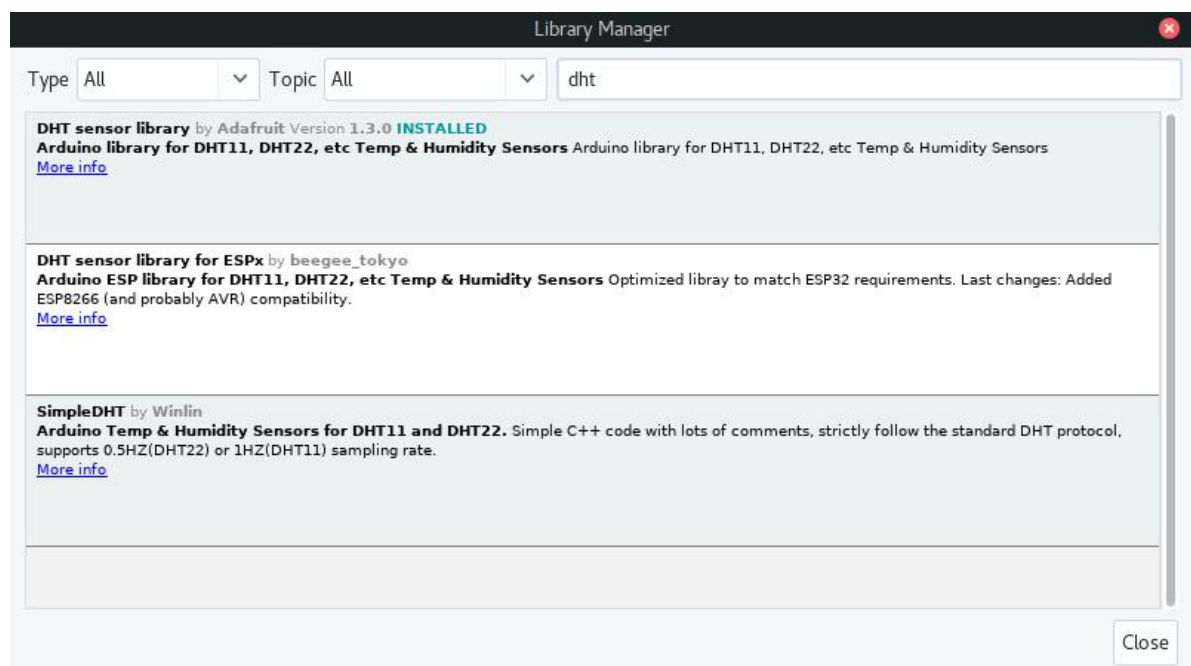 Library Manager
Type All Topic All dht
DHT sensor library by Adafruit Version 1.3.0 INSTALLED
Arduino library for DHT11, DHT22, etc Temp & Humidity Sensors Arduino library for DHT11, DHT22, etc Temp & Humidity Sensors
More info
DHT sensor library for ESPx by beegee_tokyo
Arduino ESP library for DHT11, DHT22, etc Temp & Humidity Sensors Optimized libray to match ESP32 requirements. Last changes: Added
ESP8266 (and probably AVR) compatibility.
More info
SimpleDHT by Winlin
Arduino Temp & Humidity Sensors for DHT11 and DHT22. Simple C++ code with lots of comments, strictly follow the standard DHT protocol,
supports 0.5HZ(DHT22) or 1HZ(DHT11) sampling rate.
More info
Close